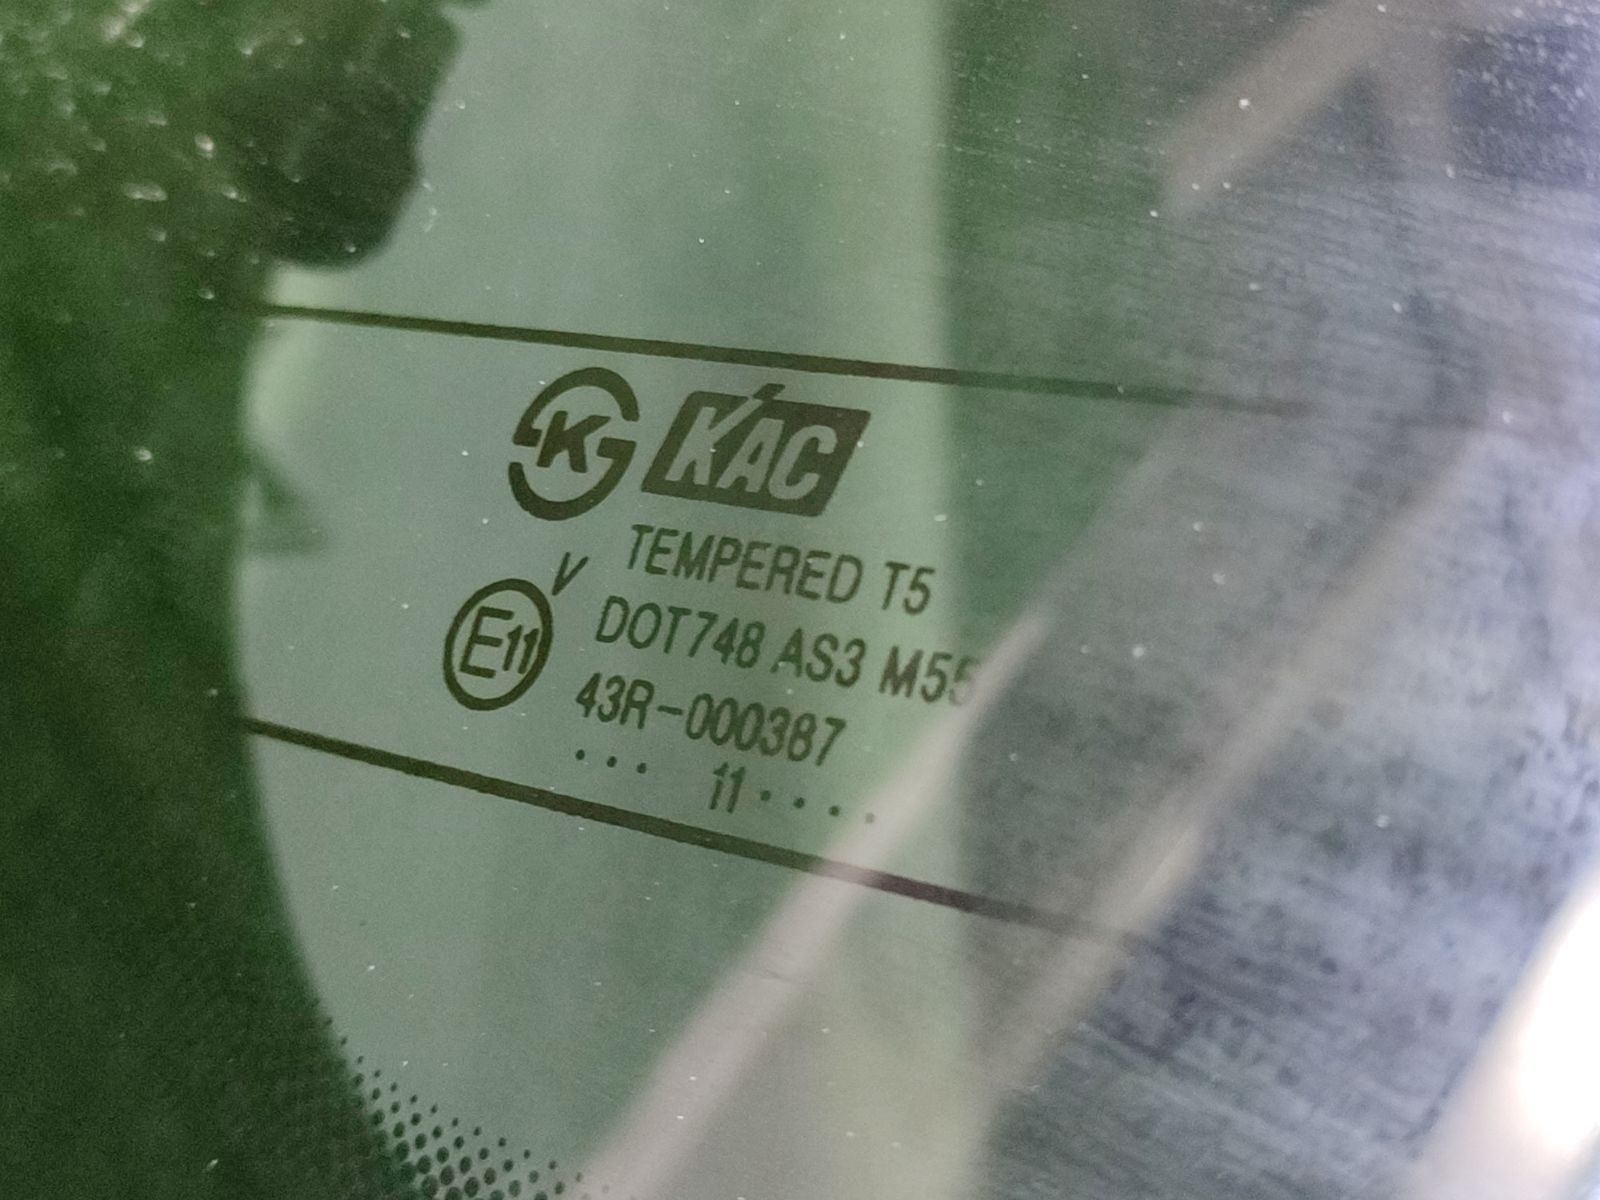 K KAC
TEMPERED T5
V
E11
DOT748 AS3 M55
43R-000387
... 11....